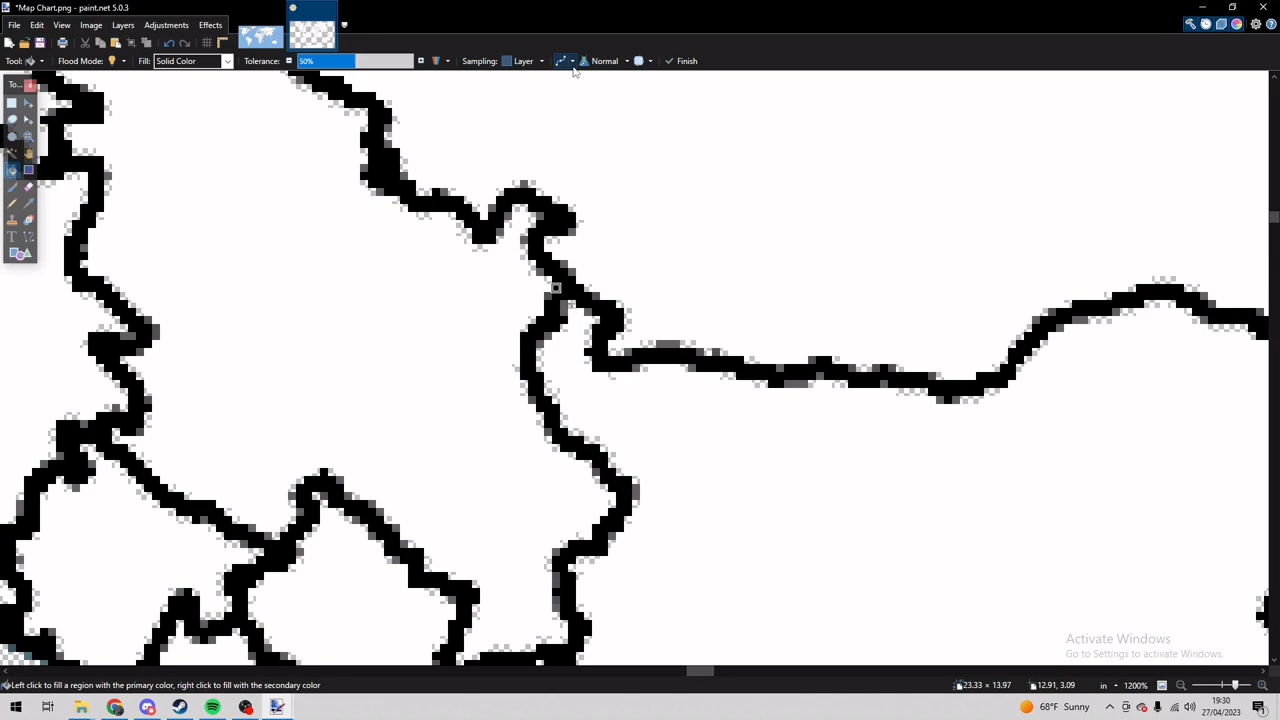 *Map Chart.png - paint.net 5.0.3
File Edit View Image Layers Adjustments Effects
Tool: Flood Mode: Fill: Solid Color Tolerance: 50% Sampling: Layer Normal Finish
To...
Activate Windows
Go to Settings to activate Windows.
Left click to fill a region with the primary color, right click to fill with the secondary color 23.33 × 13.97 12.91, 3.09 in 1200%
68°F Sunny 19:30
27/04/2023